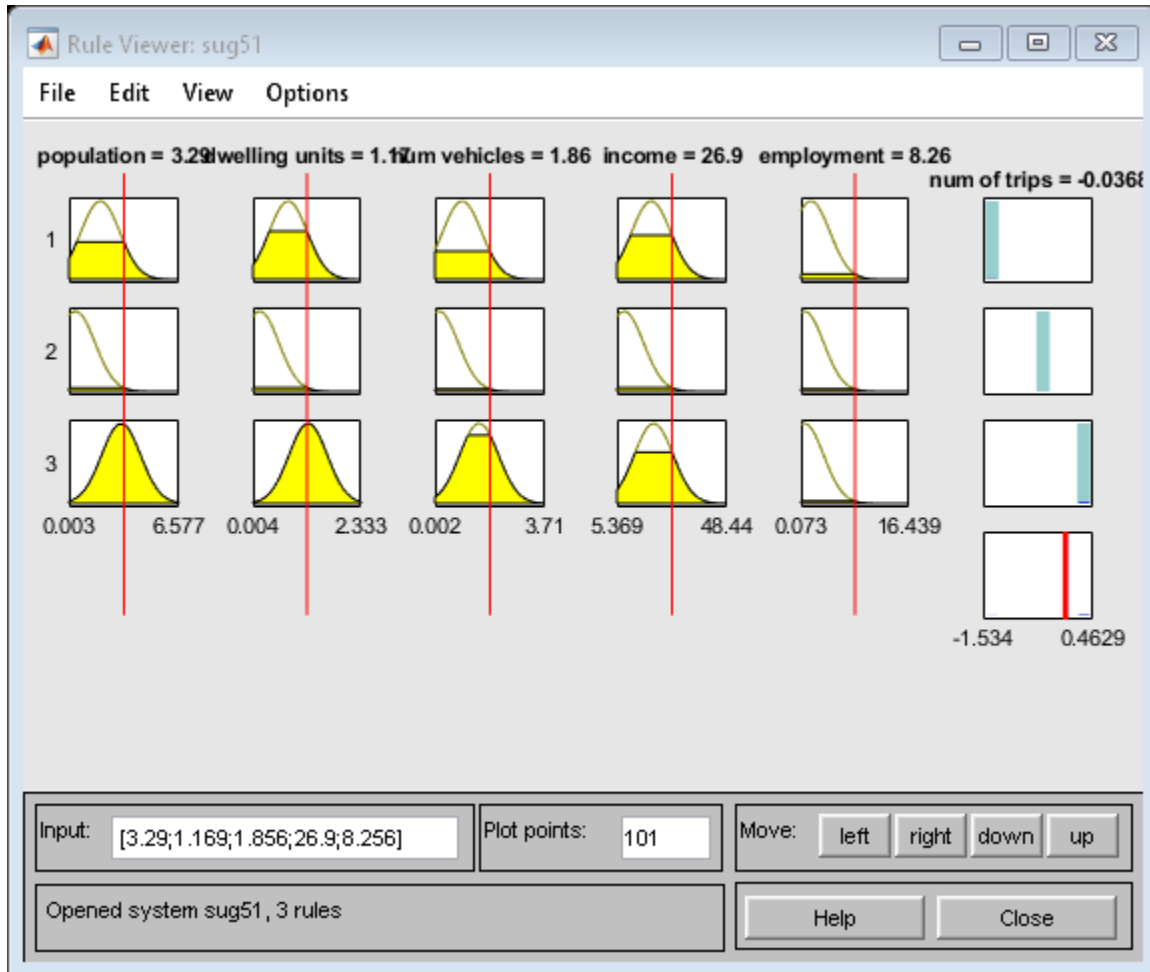 Rule Viewer: sug51
File Edit View Options
population = 3.29 dwelling units = 1.17 num vehicles = 1.86 income = 26.9 employment = 8.26
num of trips = -0.0368
1
2
3
0.003 6.577 0.004 2.333 0.002 3.71 5.369 48.44 0.073 16.439
-1.534 0.4629
Input: [3.29;1.169;1.856;26.9;8.256] Plot points: 101 Move: left right down up
Opened system sug51, 3 rules Help Close